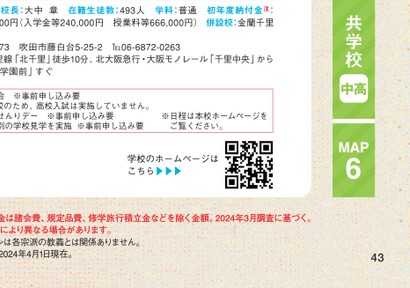 校長：大中 章 在籍生徒数：493人 学科：普通 初年度納付金注：
00円（入学金等240,000円 授業料等666,000円） 併設校：金蘭千里
73 吹田市藤白台5-25-2 TEL06-6872-0263
里線「北千里」徒歩10分、北大阪急行・大阪モノレール「千里中央」から
学園前」すぐ
会 ※事前申し込み要
校のため、高校入試は実施していません。
せんりデー ※事前申し込み要 ※日程は本校ホームページを
別の学校見学を実施 ※事前申し込み要 ご覧ください。
学校のホームページは
こちら▶▶▶
金は諸会費、規定品費、修学旅行積立金などを除く金額。2024年3月調査に基づく。
により異なる場合があります。
ンは各宗派の教義とは関係ありません。
2024年4月1日現在。
共学校
中高
MAP
6
43